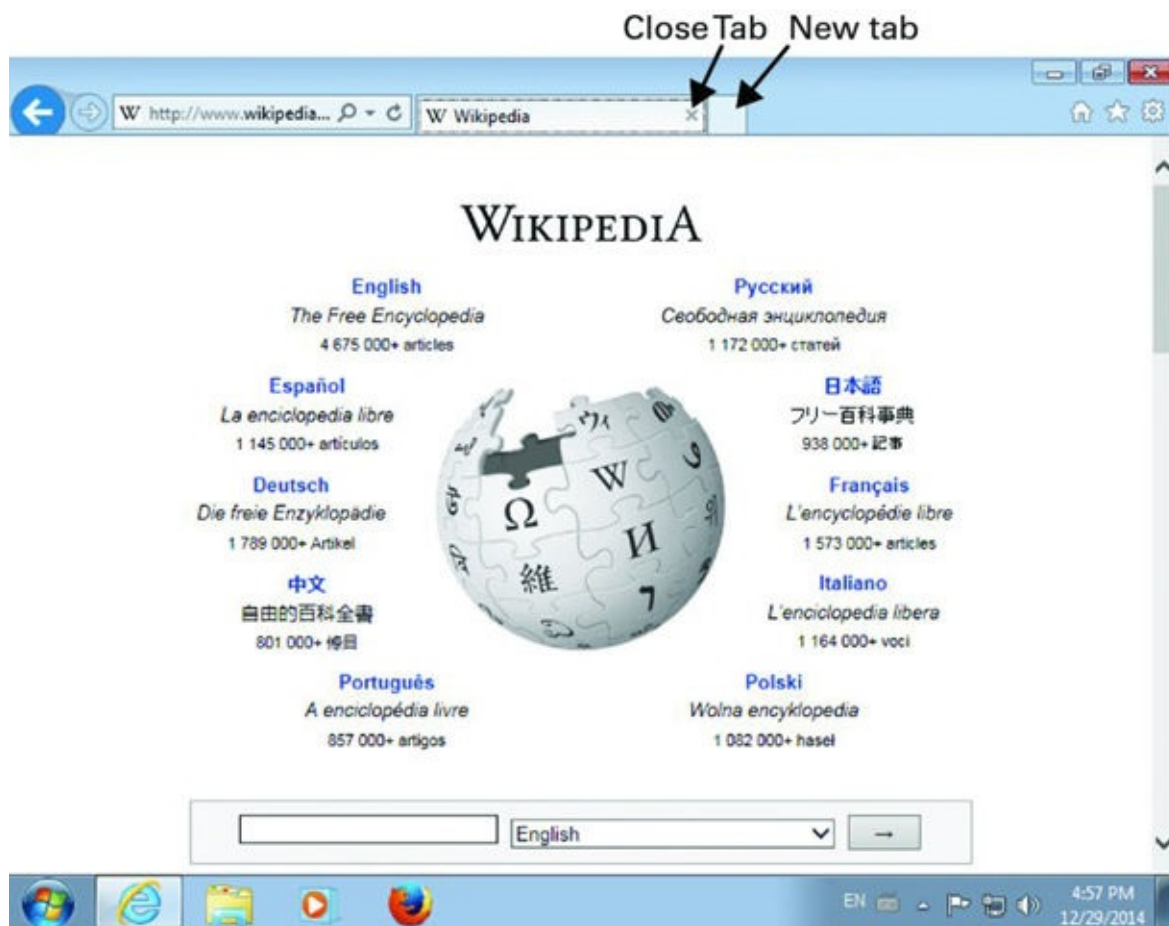 Close Tab New tab
W http://www.wikipedia...
W Wikipedia
WIKIPEDIA
English
The Free Encyclopedia
4 675 000+ articles
Русский
Свободная энциклопедия
1 172 000+ статей
Español
La enciclopedia libre
1 145 000+ artículos
日本語
フリー百科事典
938 000+ 記事
Deutsch
Die freie Enzyklopädie
1 789 000+ Artikel
Français
L'encyclopédie libre
1 573 000+ articles
中文
自由的百科全書
801 000+ 條目
Italiano
L'enciclopedia libera
1 164 000+ voci
Português
A enciclopédia livre
857 000+ artigos
Polski
Wolna encyklopedia
1 082 000+ haseł
Ω W И 維 7 ウィ
English
EN
4:57 PM
12/29/2014